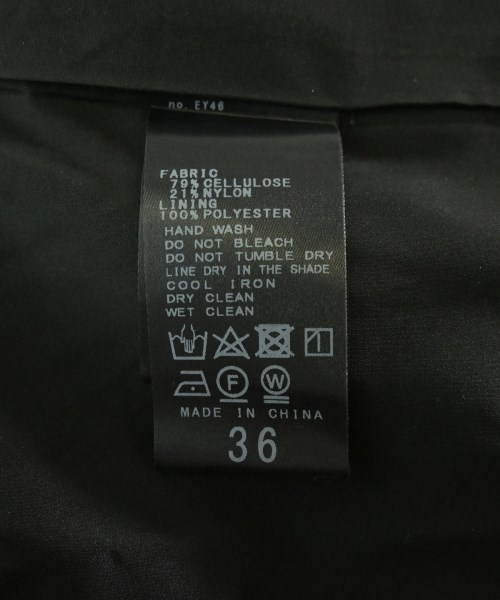 no. EY46
FABRIC
79% CELLULOSE
21% NYLON
LINING
100% POLYESTER
HAND WASH
DO NOT BLEACH
DO NOT TUMBLE DRY
LINE DRY IN THE SHADE
COOL IRON
DRY CLEAN
WET CLEAN
F W
MADE IN CHINA
36